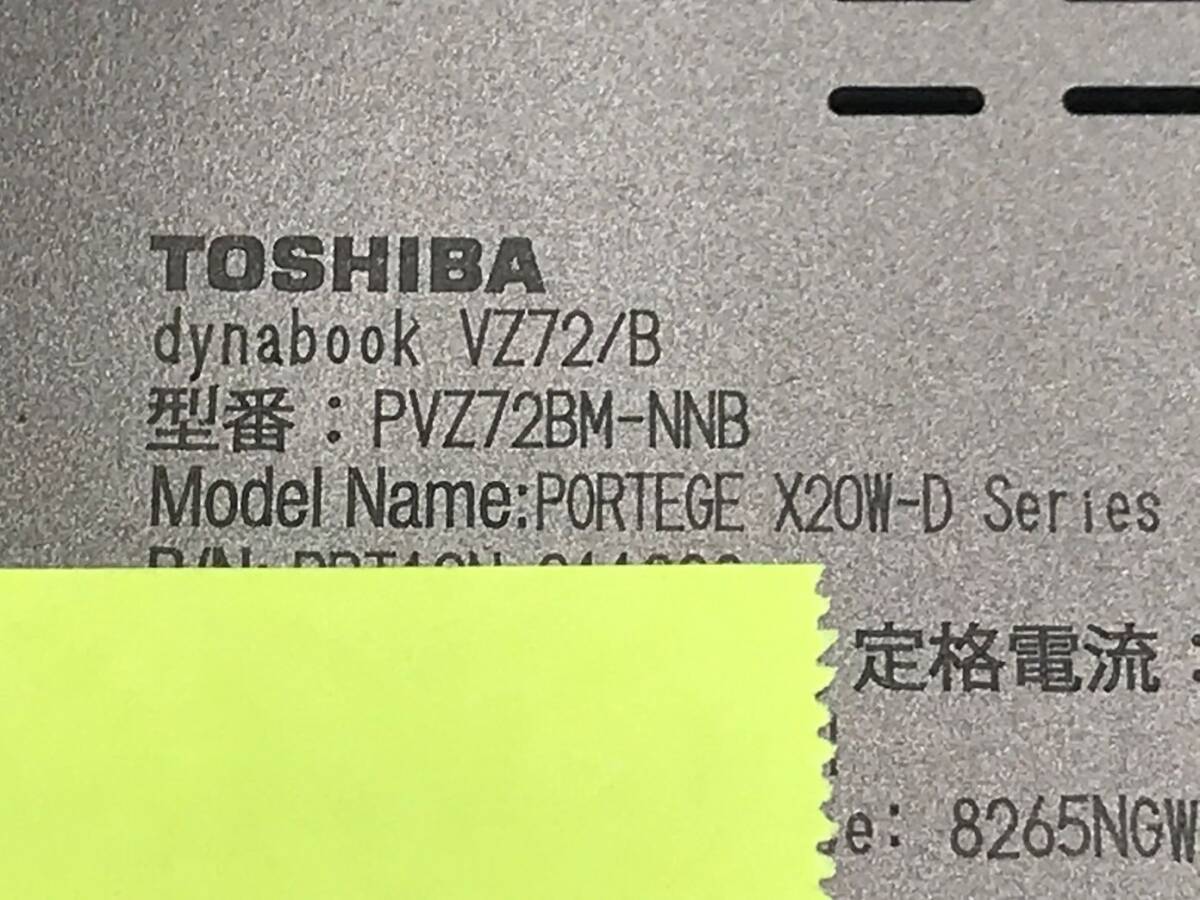 TOSHIBA
dynabook VZ72/B
型番：PVZ72BM-NNB
Model Name:PORTEGE X20W-D Series
P/N:
定格電流：
e: 8265NGW